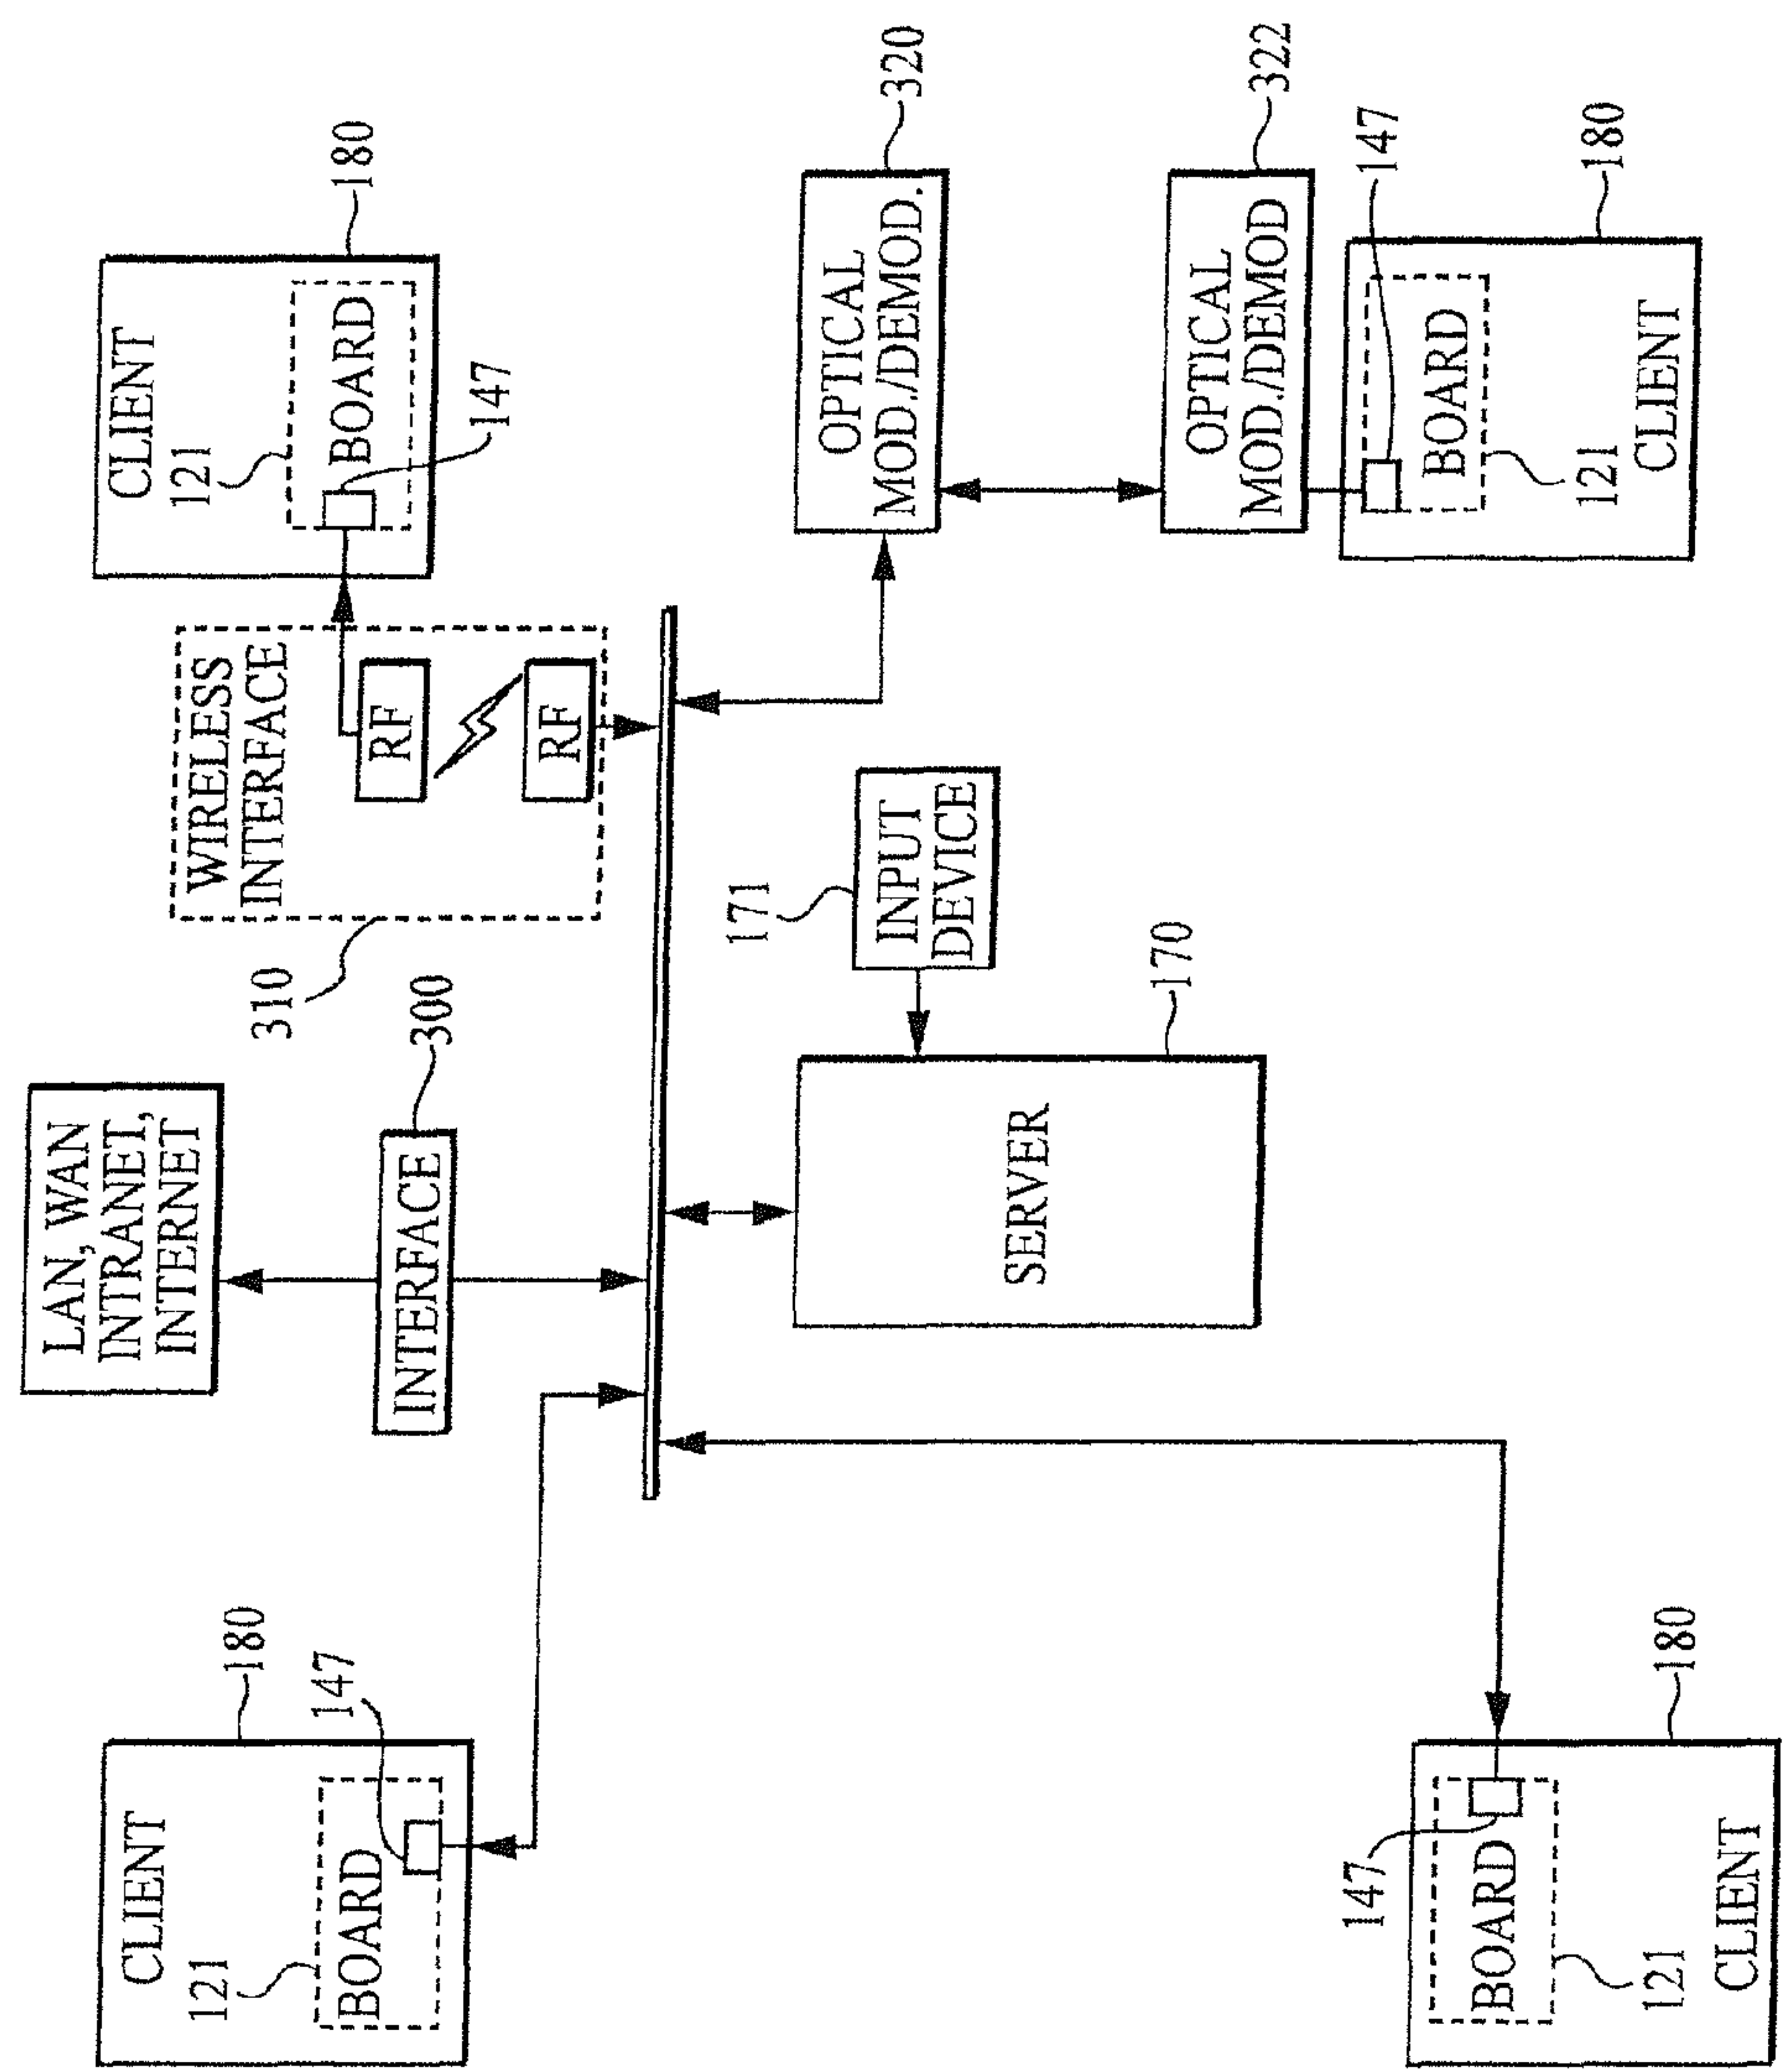 CLIENT
121
BOARD
147
180
LAN, WAN
INTRANET,
INTERNET
INTERFACE
300
WIRELESS
INTERFACE
310
RF
RF
CLIENT
121
BOARD
147
180
SERVER
170
171
INPUT
DEVICE
OPTICAL
MOD./DEMOD.
320
OPTICAL
MOD./DEMOD
322
147
BOARD
121
CLIENT
180
147
BOARD
121
CLIENT
180